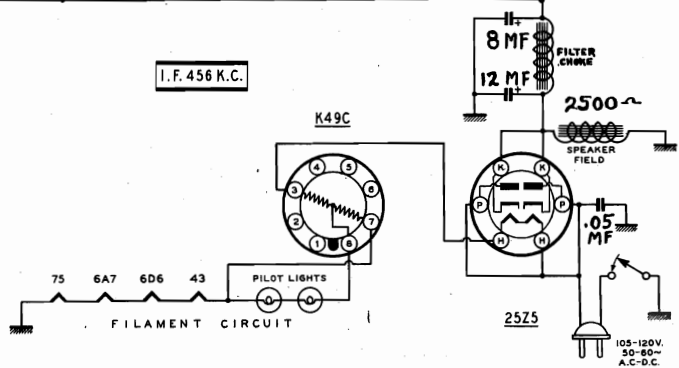 8 MF
+
FILTER
CHOKE
12 MF
+
I.F. 456 K.C.
2500 Ω
K49C
SPEAKER
FIELD
4 5
3 6
2 7
1 8
K K
P P
H H
.05
MF
75 6A7 6D6 43
PILOT LIGHTS
FILAMENT CIRCUIT
25Z5
105-120V.
50-60~
A.C-D.C.